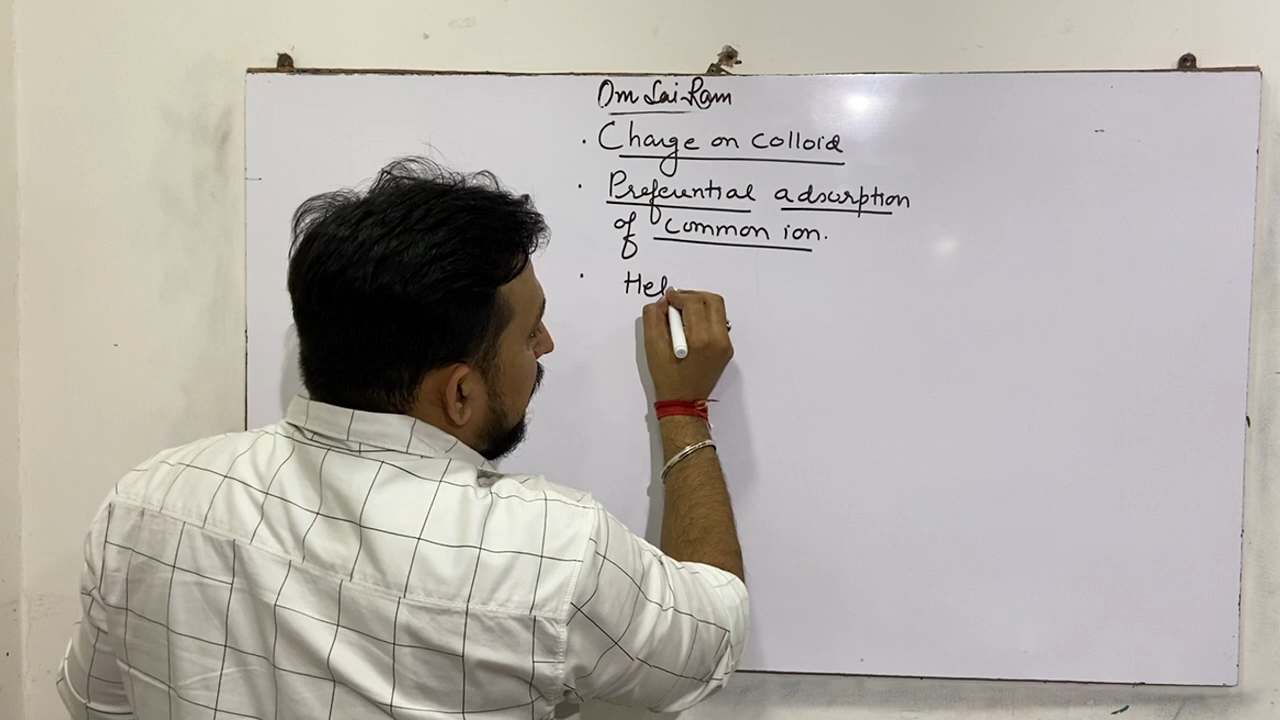 Om Sai Ram
. Charge on Colloid
. Preferential adsorption
of common ion.
. Hel